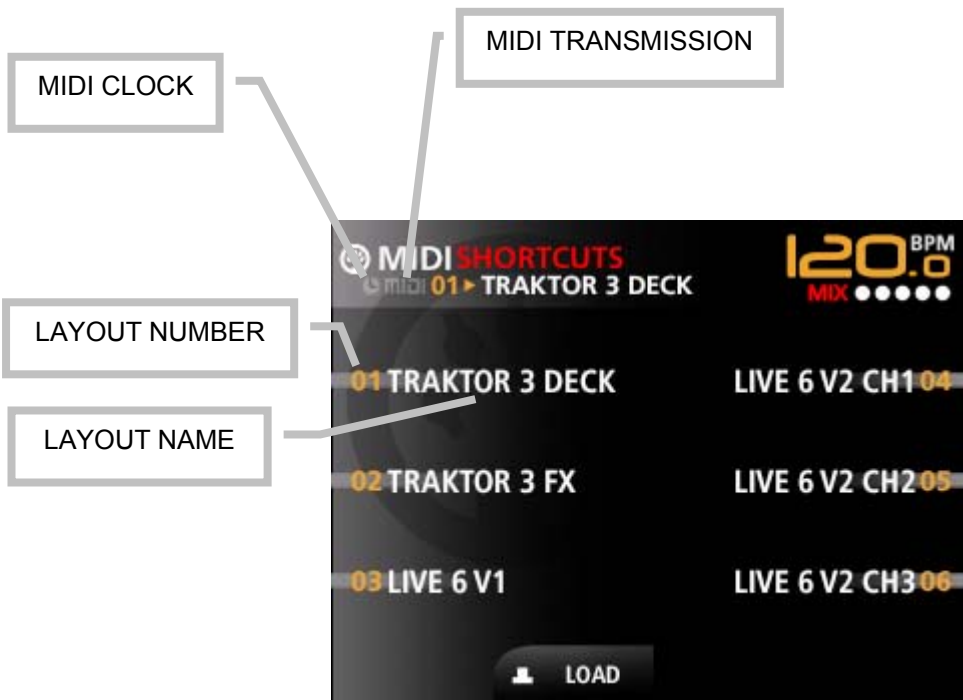 MIDI TRANSMISSION
MIDI CLOCK
MIDI SHORTCUTS
midi 01 ▸ TRAKTOR 3 DECK
120.0 BPM
MIX
LAYOUT NUMBER
01 TRAKTOR 3 DECK
LIVE 6 V2 CH1 04
LAYOUT NAME
02 TRAKTOR 3 FX
LIVE 6 V2 CH2 05
03 LIVE 6 V1
LIVE 6 V2 CH3 06
LOAD